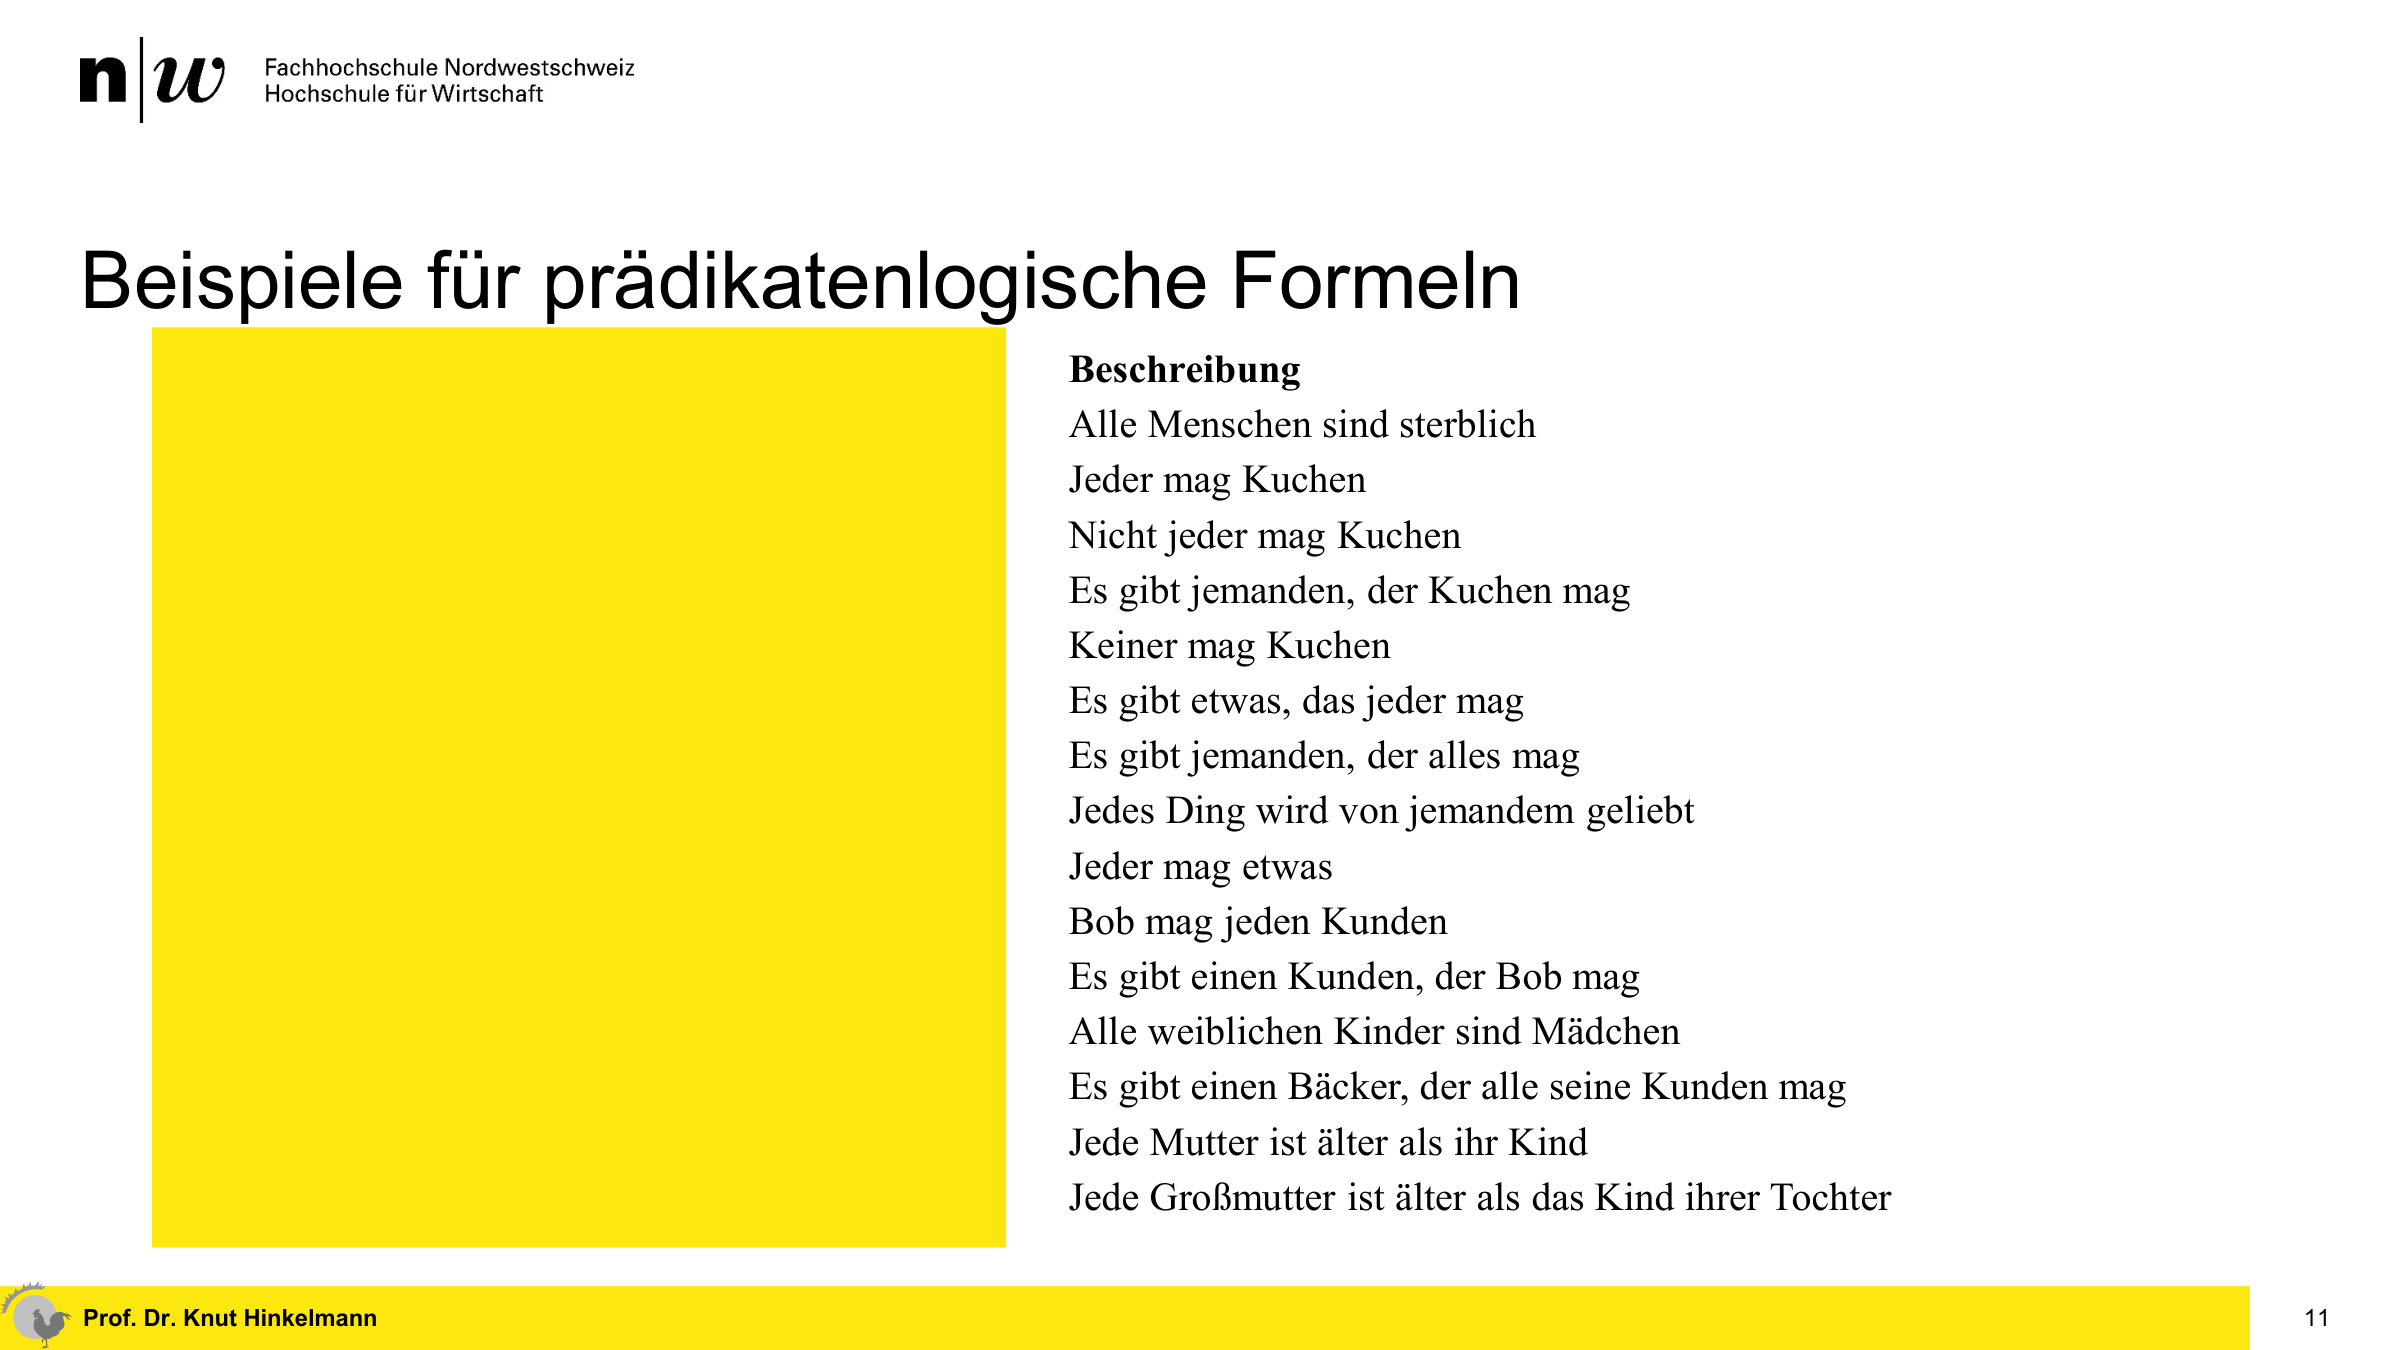 n|w
Fachhochschule Nordwestschweiz
Hochschule für Wirtschaft
Beispiele für prädikatenlogische Formeln
Beschreibung
Alle Menschen sind sterblich
Jeder mag Kuchen
Nicht jeder mag Kuchen
Es gibt jemanden, der Kuchen mag
Keiner mag Kuchen
Es gibt etwas, das jeder mag
Es gibt jemanden, der alles mag
Jedes Ding wird von jemandem geliebt
Jeder mag etwas
Bob mag jeden Kunden
Es gibt einen Kunden, der Bob mag
Alle weiblichen Kinder sind Mädchen
Es gibt einen Bäcker, der alle seine Kunden mag
Jede Mutter ist älter als ihr Kind
Jede Großmutter ist älter als das Kind ihrer Tochter
Prof. Dr. Knut Hinkelmann
11